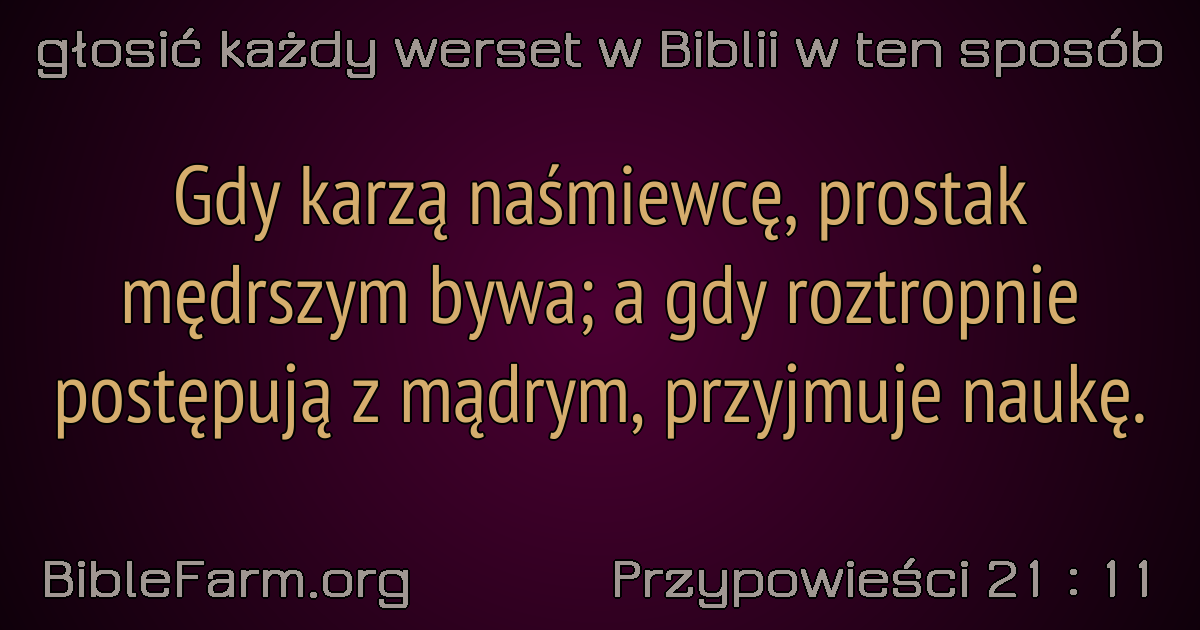 głosić każdy werset w Biblii w ten sposób
Gdy karzą naśmiewcę, prostak
mędrszym bywa; a gdy roztropnie
postępują z mądrym, przyjmuje naukę.
BibleFarm.org
Przypowieści 21 : 11